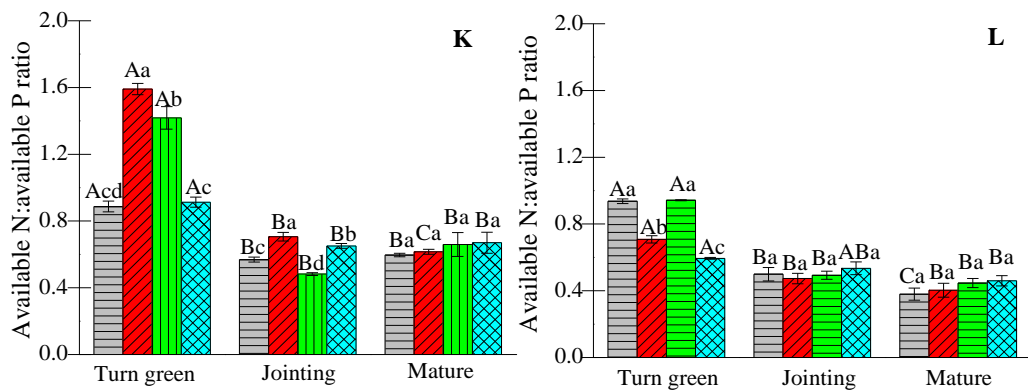 K
Available N:available P ratio
2.0
1.6
1.2
0.8
0.4
0.0
Acd Aa Ab Ac
Bc Ba Bd Bb
Ba Ca Ba Ba
Turn green Jointing Mature
L
Available N:available P ratio
2.0
1.6
1.2
0.8
0.4
0.0
Aa Ab Aa Ac
Ba Ba Ba ABa
Ca Ba Ba Ba
Turn green Jointing Mature